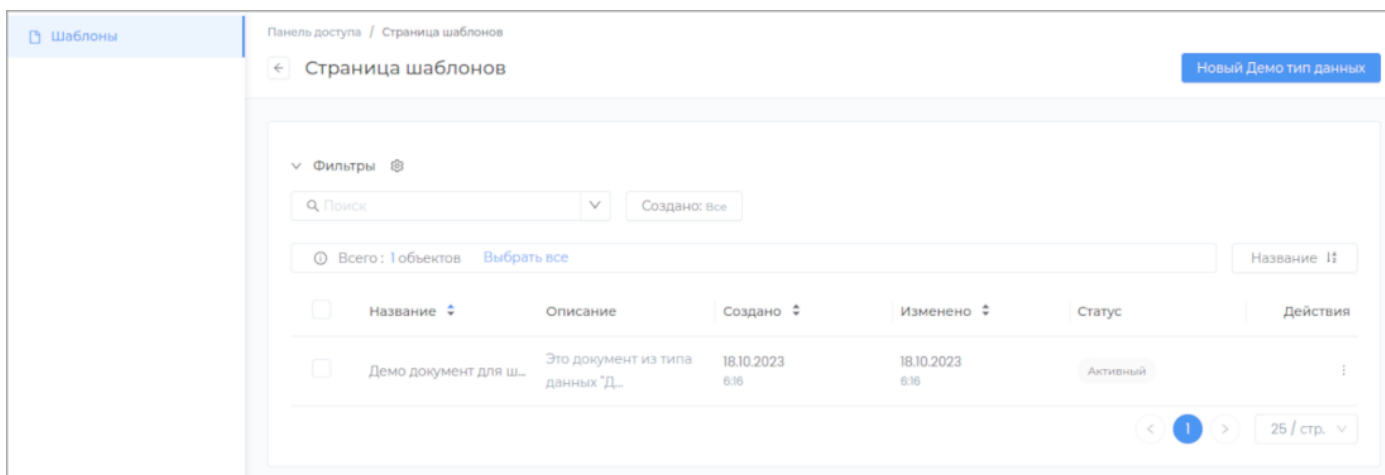 Шаблоны
Панель доступа / Страница шаблонов
Страница шаблонов
Новый Демо тип данных
Фильтры
Поиск
Создано: Все
Всего : 1 объектов Выбрать все
Название
Название Описание Создано Изменено Статус Действия
Демо документ для ш... Это документ из типа 18.10.2023 18.10.2023 Активный
данных "Д... 6:16 6:16
1
25 / стр.